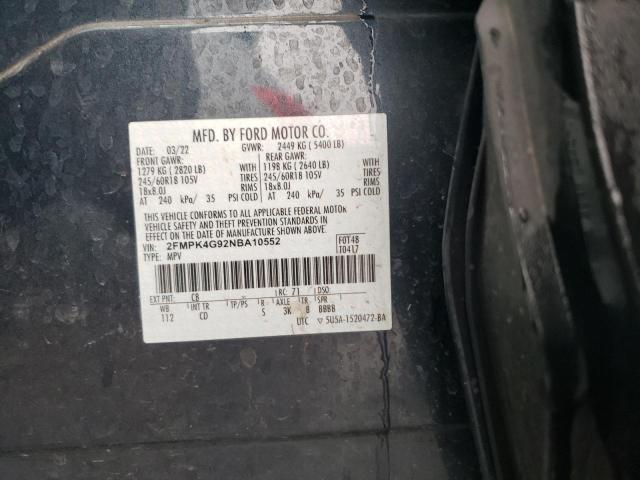 MFD. BY FORD MOTOR CO.
DATE: 03/22 GVWR: 2449 KG ( 5400 LB)
FRONT GAWR: REAR GAWR:
1279 KG ( 2820 LB) WITH 1198 KG ( 2640 LB) WITH
245/60R18 105V TIRES 245/60R18 105V TIRES
18x8.0J RIMS 18x8.0J RIMS
AT 240 kPa/ 35 PSI COLD AT 240 kPa/ 35 PSI COLD
THIS VEHICLE CONFORMS TO ALL APPLICABLE FEDERAL MOTOR
VEHICLE SAFETY AND THEFT PREVENTION STANDARDS IN
EFFECT ON THE DATE OF MANUFACTURE SHOWN ABOVE.
VIN: 2FMPK4G92NBA10552 F0T48
TYPE: MPV T0417
EXT PNT: C8 RC: 71 DSO:
WB INT TR TP/PS R AXLE TR SPR
112 CD S 3K B BBBB
UTC ▽ 5U5A-1520472-BA